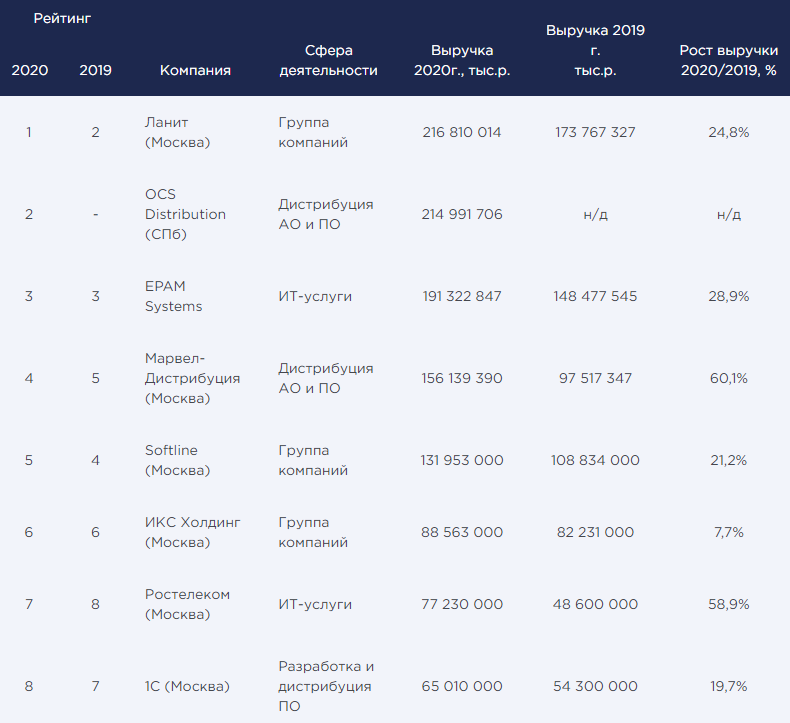 Рейтинг
2020
2019
Компания
Сфера
деятельности
Выручка
2020г., тыс.р.
Выручка 2019
г.
тыс.р.
Рост выручки
2020/2019, %
1
2
Ланит
(Москва)
Группа
компаний
216 810 014
173 767 327
24,8%
2
-
OCS
Distribution
(СПб)
Дистрибуция
АО и ПО
214 991 706
н/д
н/д
3
3
EPAM
Systems
ИТ-услуги
191 322 847
148 477 545
28,9%
4
5
Марвел-
Дистрибуция
(Москва)
Дистрибуция
АО и ПО
156 139 390
97 517 347
60,1%
5
4
Softline
(Москва)
Группа
компаний
131 953 000
108 834 000
21,2%
6
6
ИКС Холдинг
(Москва)
Группа
компаний
88 563 000
82 231 000
7,7%
7
8
Ростелеком
(Москва)
ИТ-услуги
77 230 000
48 600 000
58,9%
8
7
1С (Москва)
Разработка и
дистрибуция
ПО
65 010 000
54 300 000
19,7%